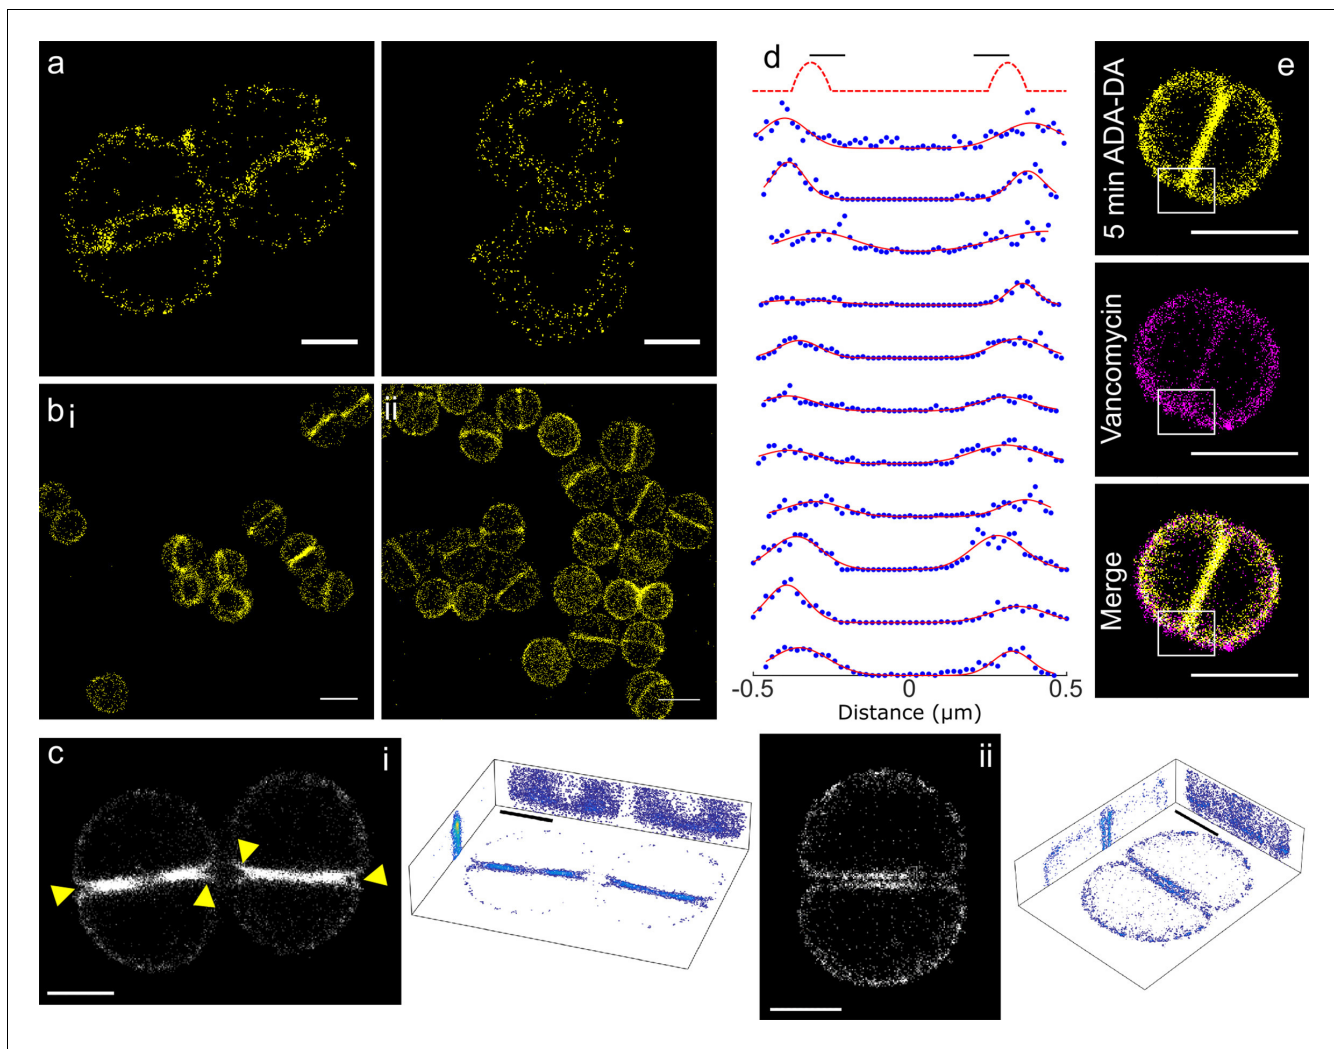 a
b i
ii
c
i
ii
d
-0.5 0 0.5
Distance (µm)
e
5 min ADA-DA
Vancomycin
Merge